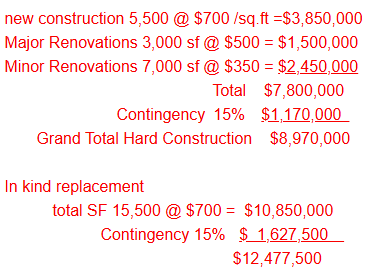 new construction 5,500 @ $700 /sq.ft =$3,850,000
Major Renovations 3,000 sf @ $500 = $1,500,000
Minor Renovations 7,000 sf @ $350 = $2,450,000
Total $7,800,000
Contingency 15% $1,170,000
Grand Total Hard Construction $8,970,000
In kind replacement
total SF 15,500 @ $700 = $10,850,000
Contingency 15% $ 1,627,500
$12,477,500